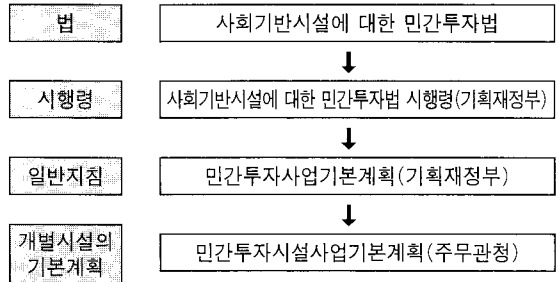 법
사회기반시설에 대한 민간투자법
시행령
사회기반시설에 대한 민간투자법 시행령(기획재정부)
일반지침
민간투자사업기본계획(기획재정부)
개별시설의
기본계획
민간투자시설사업기본계획(주무관청)